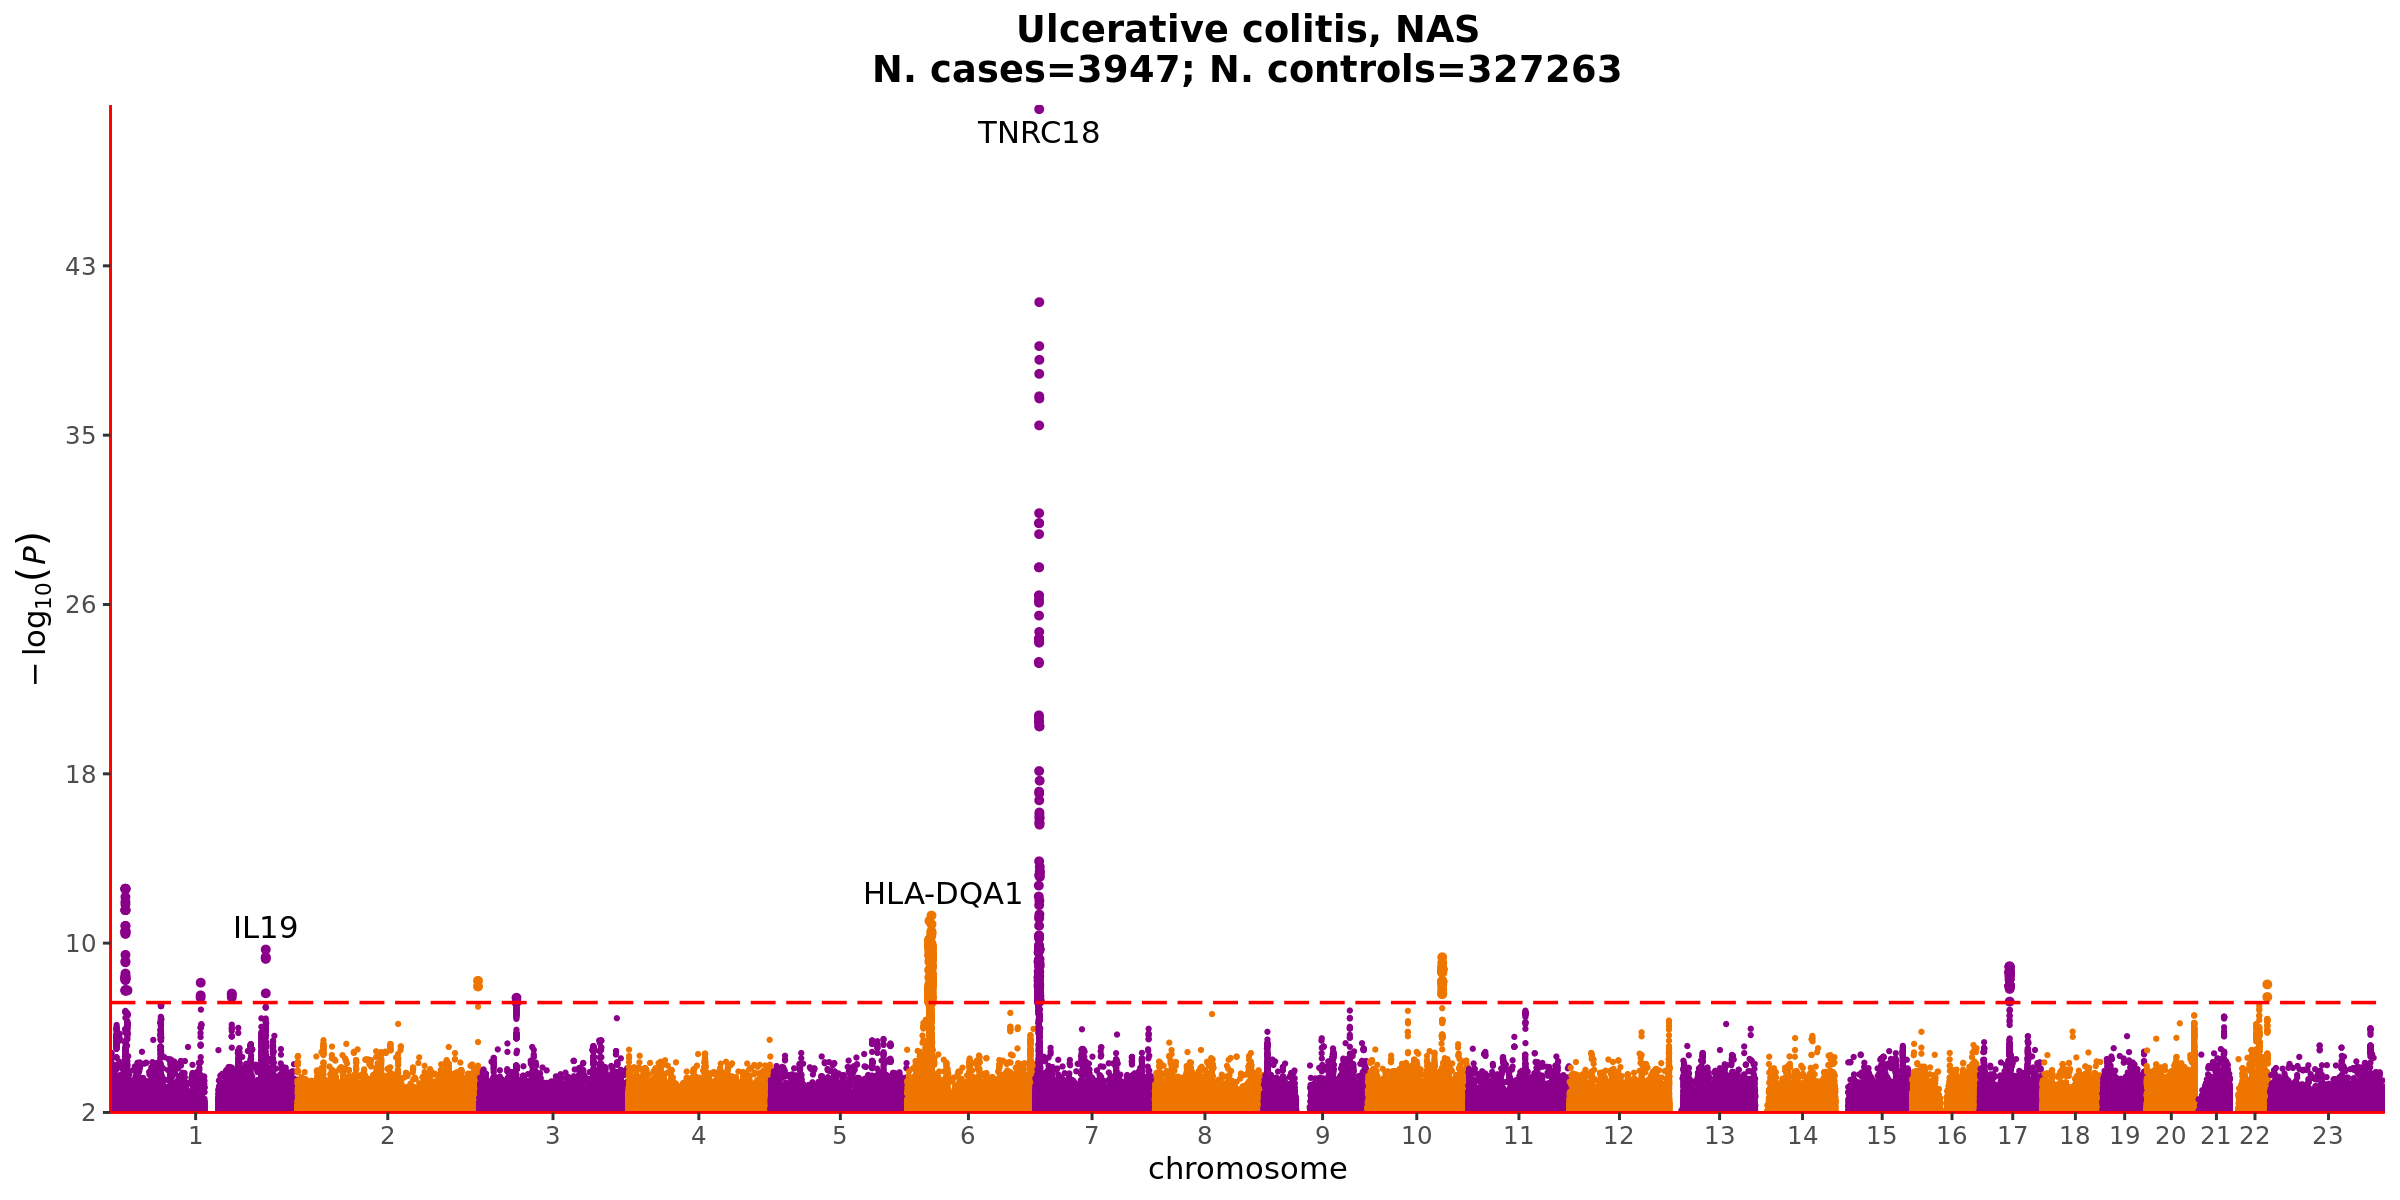 Ulcerative colitis, NAS
N. cases=3947; N. controls=327263
TNRC18
43
35
− log10(P)
26
18
HLA-DQA1
IL19
10
2
1 2 3 4 5 6 7 8 9 10 11 12 13 14 15 16 17 18 19 20 21 22 23
chromosome